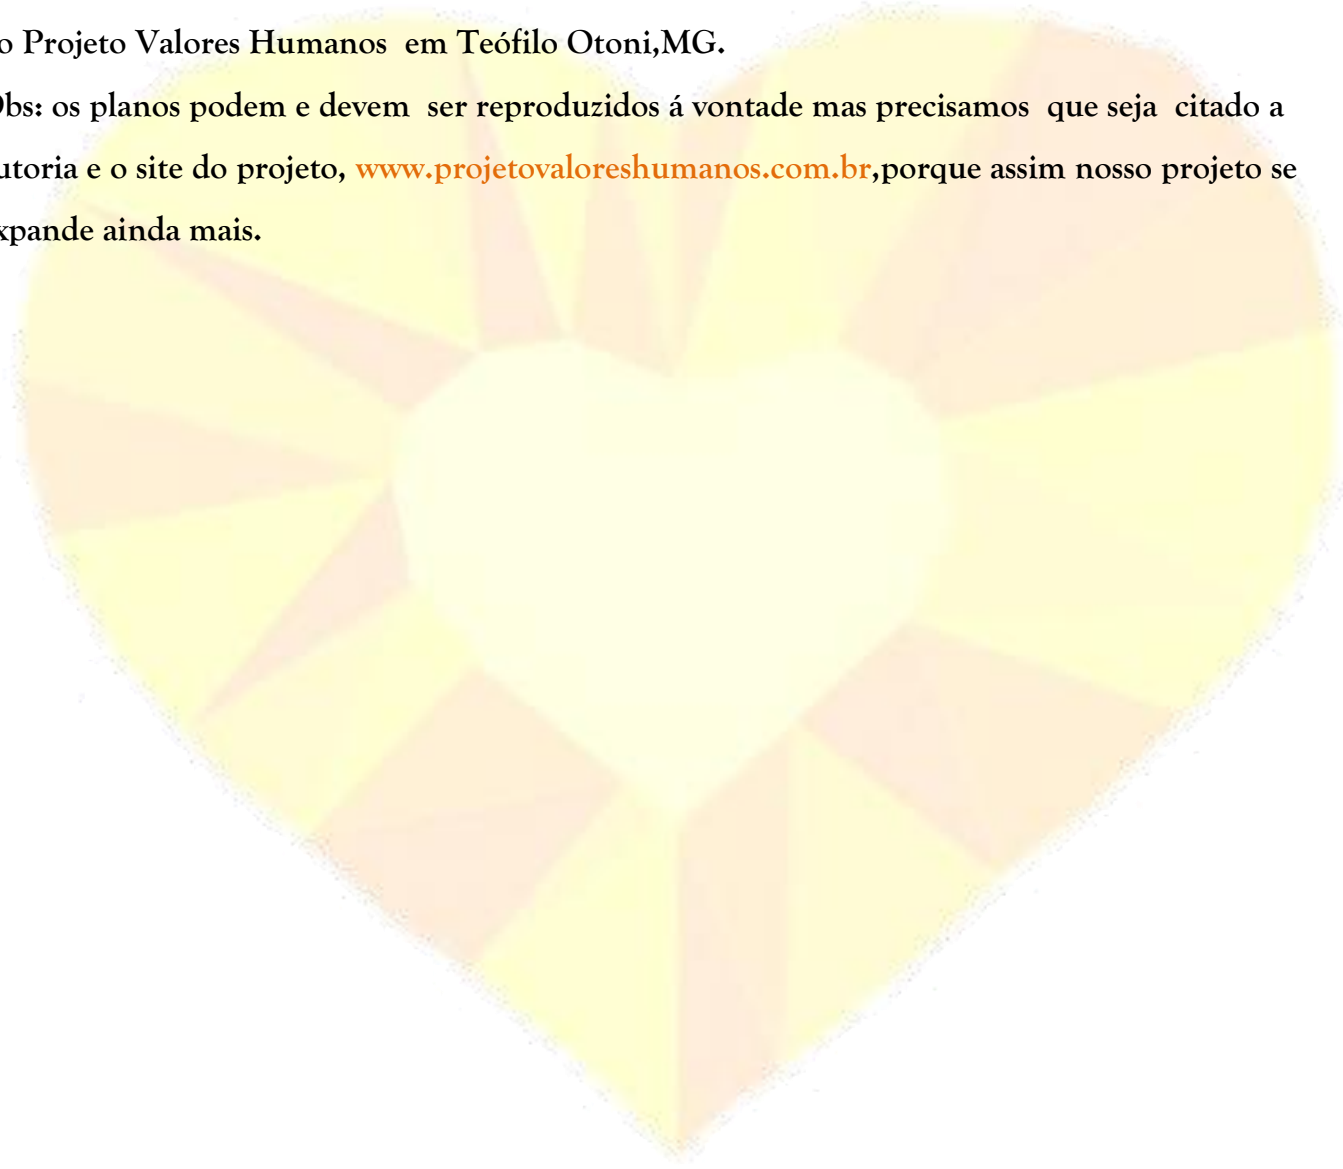 o Projeto Valores Humanos em Teófilo Otoni,MG.
Obs: os planos podem e devem ser reproduzidos á vontade mas precisamos que seja citado a
utoria e o site do projeto, www.projetovaloreshumanos.com.br,porque assim nosso projeto se
xpande ainda mais.